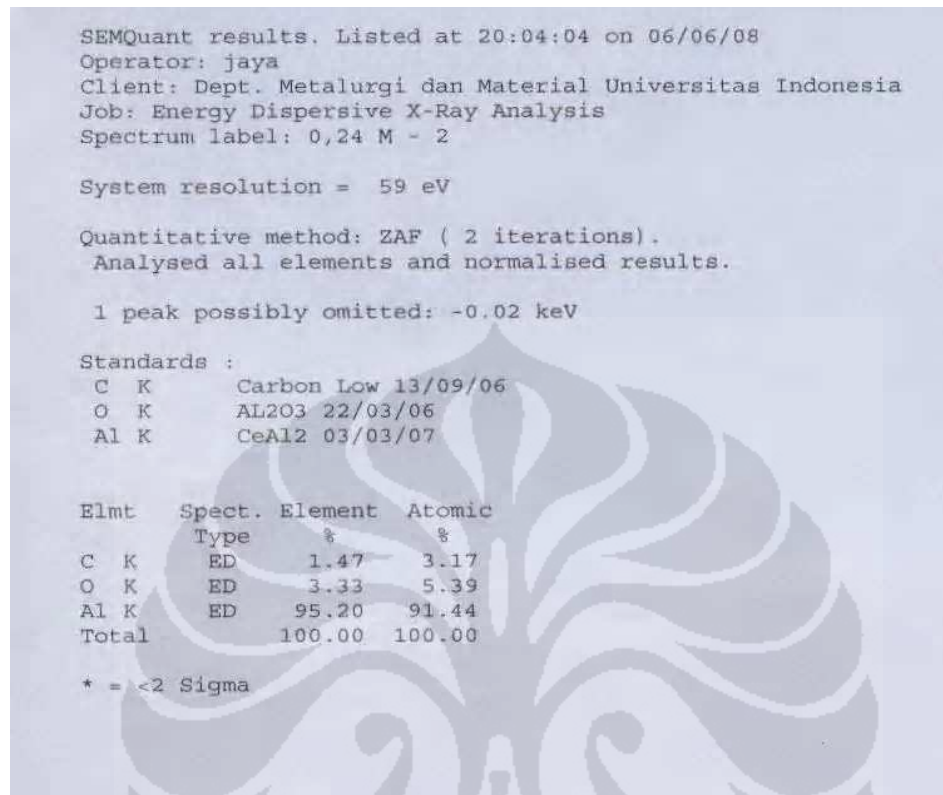 SEMQuant results. Listed at 20:04:04 on 06/06/08
Operator: jaya
Client: Dept. Metalurgi dan Material Universitas Indonesia
Job: Energy Dispersive X-Ray Analysis
Spectrum label: 0,24 M - 2
System resolution = 59 eV
Quantitative method: ZAF ( 2 iterations).
Analysed all elements and normalised results.
1 peak possibly omitted: -0.02 keV
Standards :
C K Carbon Low 13/09/06
O K AL2O3 22/03/06
Al K CeAl2 03/03/07
Elmt Spect. Element Atomic
Type % %
C K ED 1.47 3.17
O K ED 3.33 5.39
Al K ED 95.20 91.44
Total 100.00 100.00
* = <2 Sigma